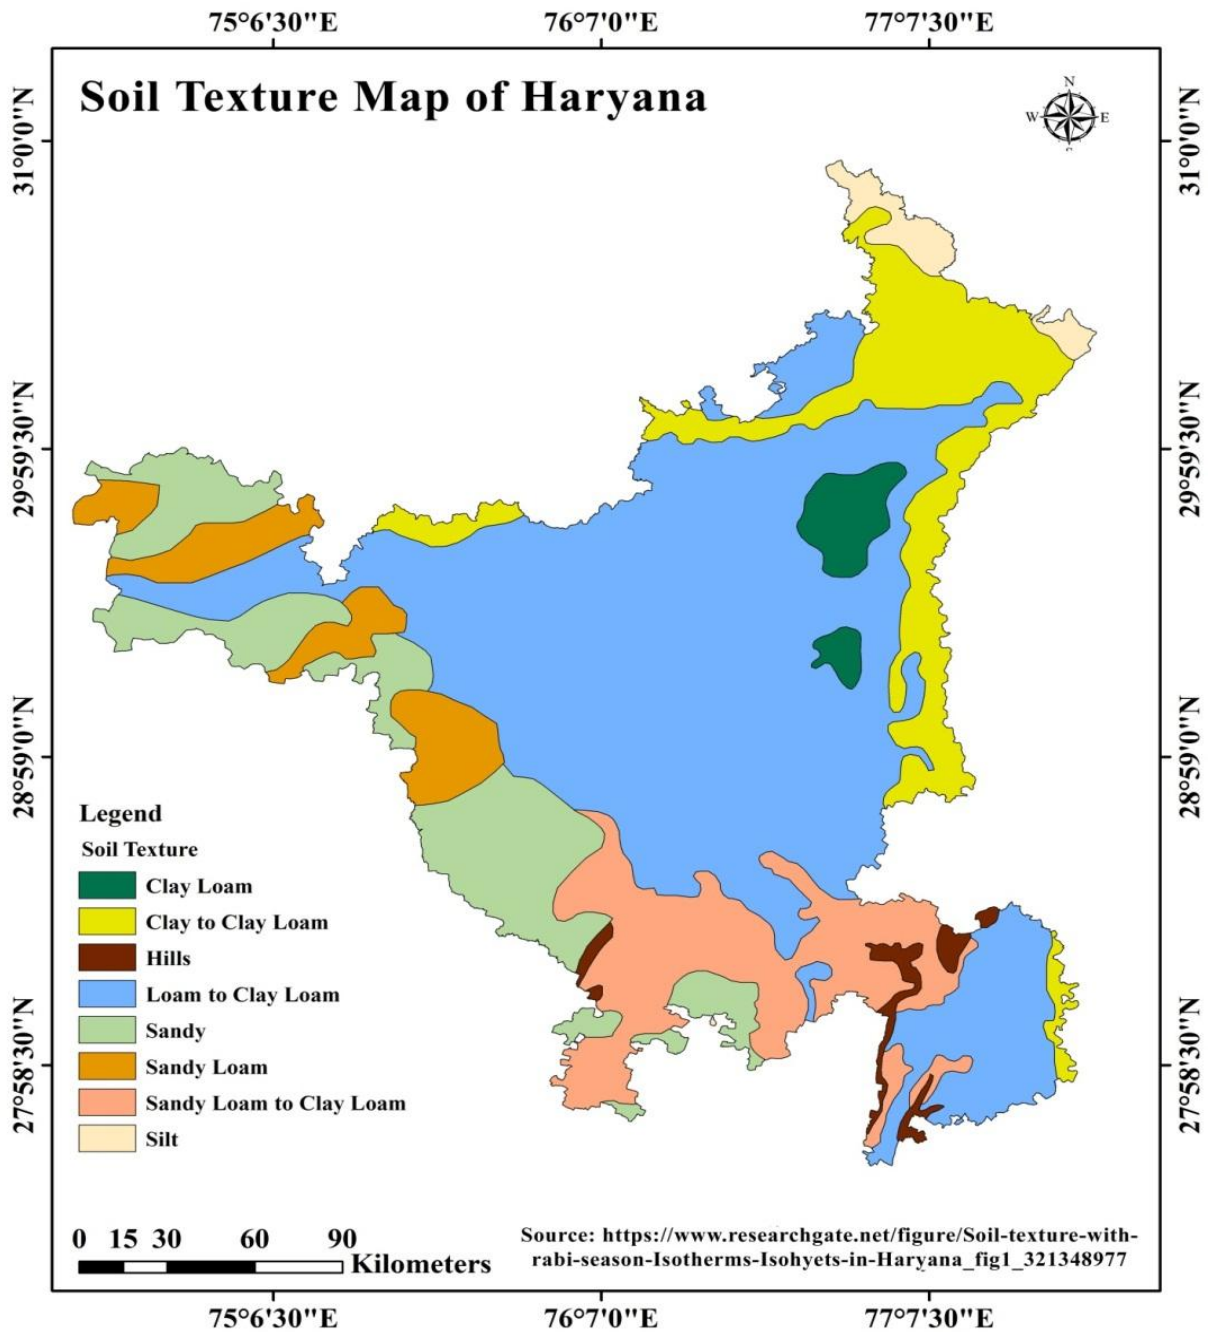 75°6'30"E 76°7'0"E 77°7'30"E
Soil Texture Map of Haryana
N
W E
31°0'0"N 31°0'0"N
29°59'30"N 29°59'30"N
28°59'0"N 28°59'0"N
27°58'30"N 27°58'30"N
Legend
Soil Texture
Clay Loam
Clay to Clay Loam
Hills
Loam to Clay Loam
Sandy
Sandy Loam
Sandy Loam to Clay Loam
Silt
0 15 30 60 90
Kilometers
Source: https://www.researchgate.net/figure/Soil-texture-with-
rabi-season-Isotherms-Isohyets-in-Haryana_fig1_321348977
75°6'30"E 76°7'0"E 77°7'30"E